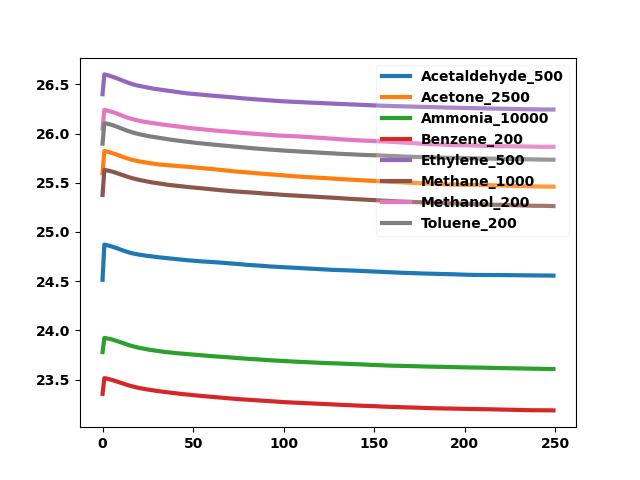 26.5
26.0
25.5
25.0
24.5
24.0
23.5
0 50 100 150 200 250
Acetaldehyde_500
Acetone_2500
Ammonia_10000
Benzene_200
Ethylene_500
Methane_1000
Methanol_200
Toluene_200